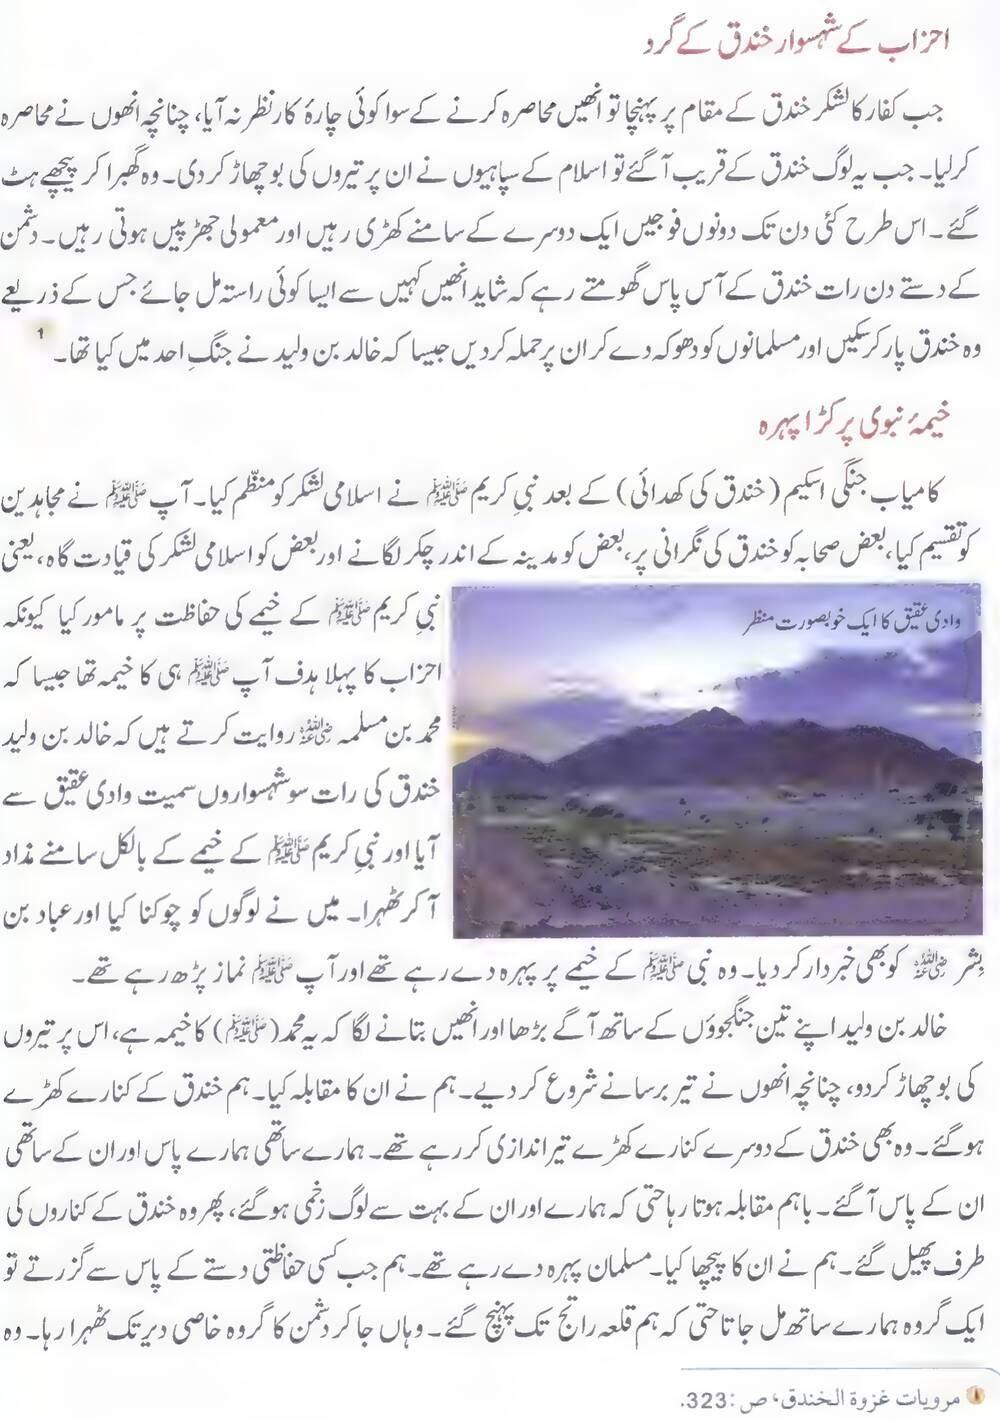 احزاب کے شہسوار خندق کے گرد
جب کفار کا لشکر خندق کے مقام پر پہنچا تو انھیں محاصرہ کرنے کے سوا کوئی چارۂ کار نظر نہ آیا، چنانچہ انھوں نے محاصرہ
کرلیا۔ جب یہ لوگ خندق کے قریب آگئے تو اسلام کے سپاہیوں نے ان پر تیروں کی بوچھاڑ کردی۔ وہ گھبرا کر پیچھے ہٹ
گئے۔ اس طرح کئی دن تک دونوں فوجیں ایک دوسرے کے سامنے کھڑی رہیں اور معمولی جھڑپیں ہوتی رہیں۔ دشمن
کے دستے دن رات خندق کے آس پاس گھومتے رہے کہ شاید انھیں کہیں سے ایسا کوئی راستہ مل جائے جس کے ذریعے
وہ خندق پار کرسکیں اور مسلمانوں کو دھوکہ دے کر ان پر حملہ کردیں جیسا کہ خالد بن ولید نے جنگِ احد میں کیا تھا۔ 1
خیمۂ نبوی پر کڑا پہرہ
کامیاب جنگی اسکیم (خندق کی کھدائی) کے بعد نبیِ کریم ﷺ نے اسلامی لشکر کو منظّم کیا۔ آپ ﷺ نے مجاہدین
کو تقسیم کیا، بعض صحابہ کو خندق کی نگرانی پر، بعض کو مدینہ کے اندر چکر لگانے اور بعض کو اسلامی لشکر کی قیادت گاہ، یعنی
نبیِ کریم ﷺ کے خیمے کی حفاظت پر مامور کیا کیونکہ
احزاب کا پہلا ہدف آپ ﷺ ہی کا خیمہ تھا جیسا کہ
محمد بن مسلمہ رضی اللہ عنہ روایت کرتے ہیں کہ خالد بن ولید
خندق کی رات سو شہسواروں سمیت وادی عقیق سے
آیا اور نبیِ کریم ﷺ کے خیمے کے بالکل سامنے مذاد
آ کر ٹھہرا۔ میں نے لوگوں کو چوکنا کیا اور عباد بن
وادی عقیق کا ایک خوبصورت منظر
بشر رضی اللہ عنہ کو بھی خبردار کر دیا۔ وہ نبی ﷺ کے خیمے پر پہرہ دے رہے تھے اور آپ ﷺ نماز پڑھ رہے تھے۔
خالد بن ولید اپنے تین جنگجوؤں کے ساتھ آگے بڑھا اور انھیں بتانے لگا کہ یہ محمد (ﷺ) کا خیمہ ہے، اس پر تیروں
کی بوچھاڑ کردو، چنانچہ انھوں نے تیر برسانے شروع کر دیے۔ ہم نے ان کا مقابلہ کیا۔ ہم خندق کے کنارے کھڑے
ہوگئے۔ وہ بھی خندق کے دوسرے کنارے کھڑے تیر اندازی کر رہے تھے۔ ہمارے ساتھی ہمارے پاس اور ان کے ساتھی
ان کے پاس آگئے۔ باہم مقابلہ ہوتا رہا حتی کہ ہمارے اور ان کے بہت سے لوگ زخمی ہوگئے، پھر وہ خندق کے کناروں کی
طرف پھیل گئے۔ ہم نے ان کا پیچھا کیا۔ مسلمان پہرہ دے رہے تھے۔ ہم جب کسی حفاظتی دستے کے پاس سے گزرتے تو
ایک گروہ ہمارے ساتھ مل جاتا حتی کہ ہم قلعہ راتج تک پہنچ گئے۔ وہاں جا کر دشمن کا گروہ خاصی دیر تک ٹھہرا رہا۔ وہ
1 مرويات غزوة الخندق، ص :323.